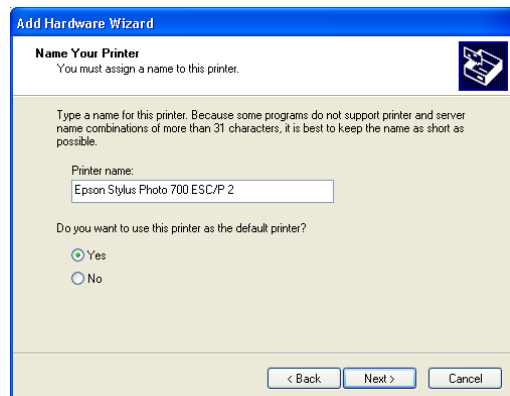 Add Hardware Wizard
Name Your Printer
You must assign a name to this printer.
Type a name for this printer. Because some programs do not support printer and server
name combinations of more than 31 characters, it is best to keep the name as short as
possible.
Printer name:
Epson Stylus Photo 700 ESC/P 2
Do you want to use this printer as the default printer?
Yes
No
< Back Next > Cancel